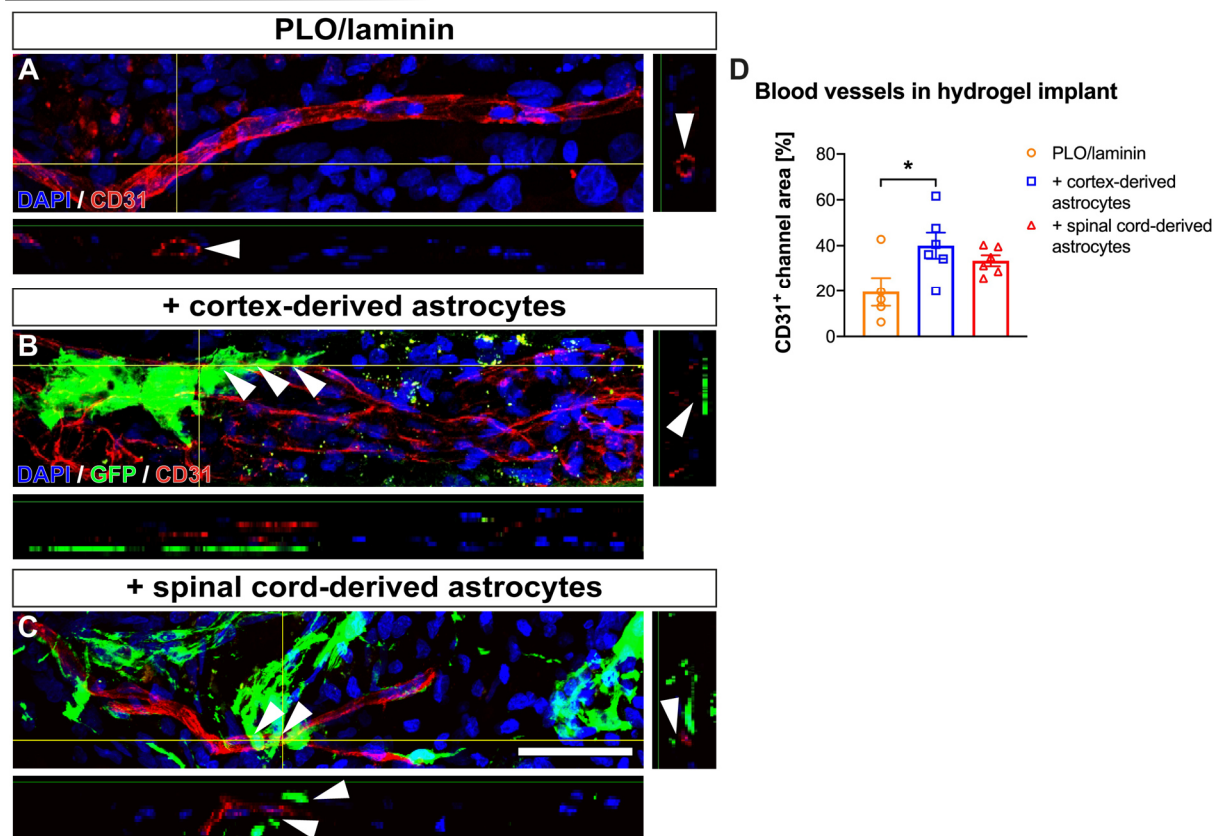 PLO/laminin
A
DAPI / CD31
+ cortex-derived astrocytes
B
DAPI / GFP / CD31
+ spinal cord-derived astrocytes
C
D
Blood vessels in hydrogel implant
CD31⁺ channel area [%]
80
60
40
20
0
*
PLO/laminin
+ cortex-derived
astrocytes
+ spinal cord-derived
astrocytes